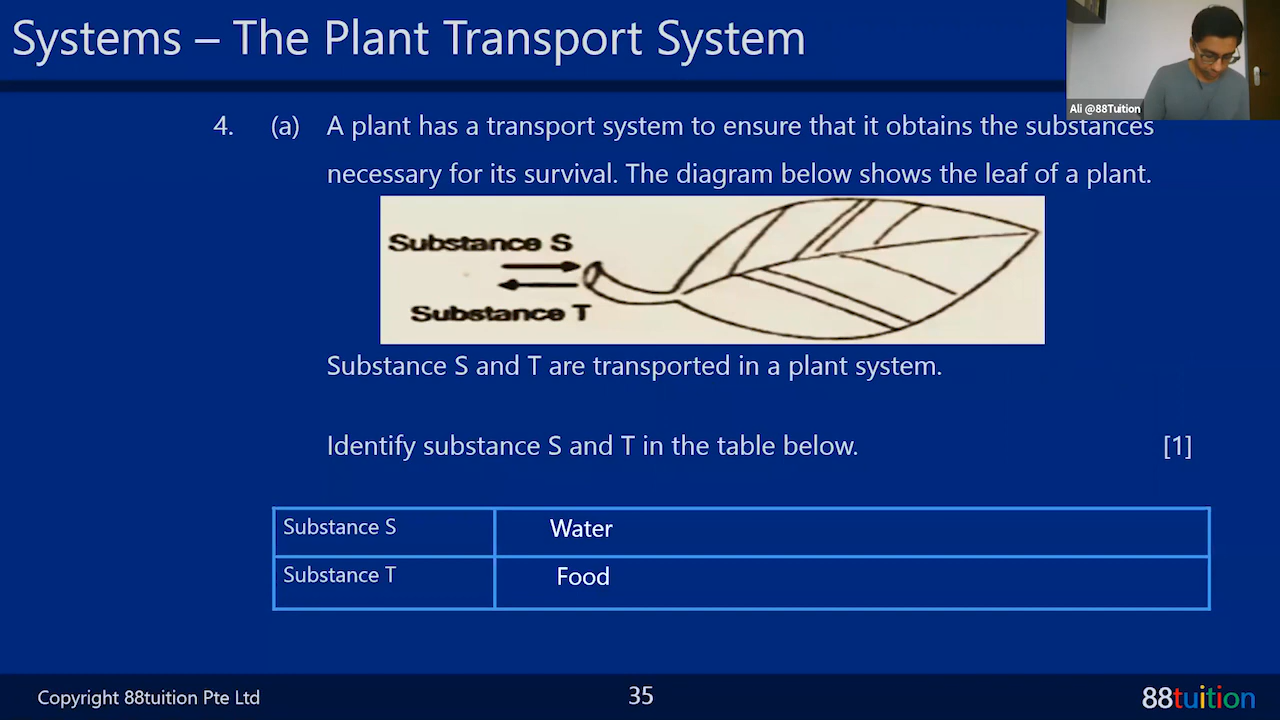 Systems – The Plant Transport System
Ali @88Tuition
4. (a) A plant has a transport system to ensure that it obtains the substances
necessary for its survival. The diagram below shows the leaf of a plant.
Substance S
Substance T
Substance S and T are transported in a plant system.
Identify substance S and T in the table below. [1]
Substance S Water
Substance T Food
Copyright 88tuition Pte Ltd
35
88tuition